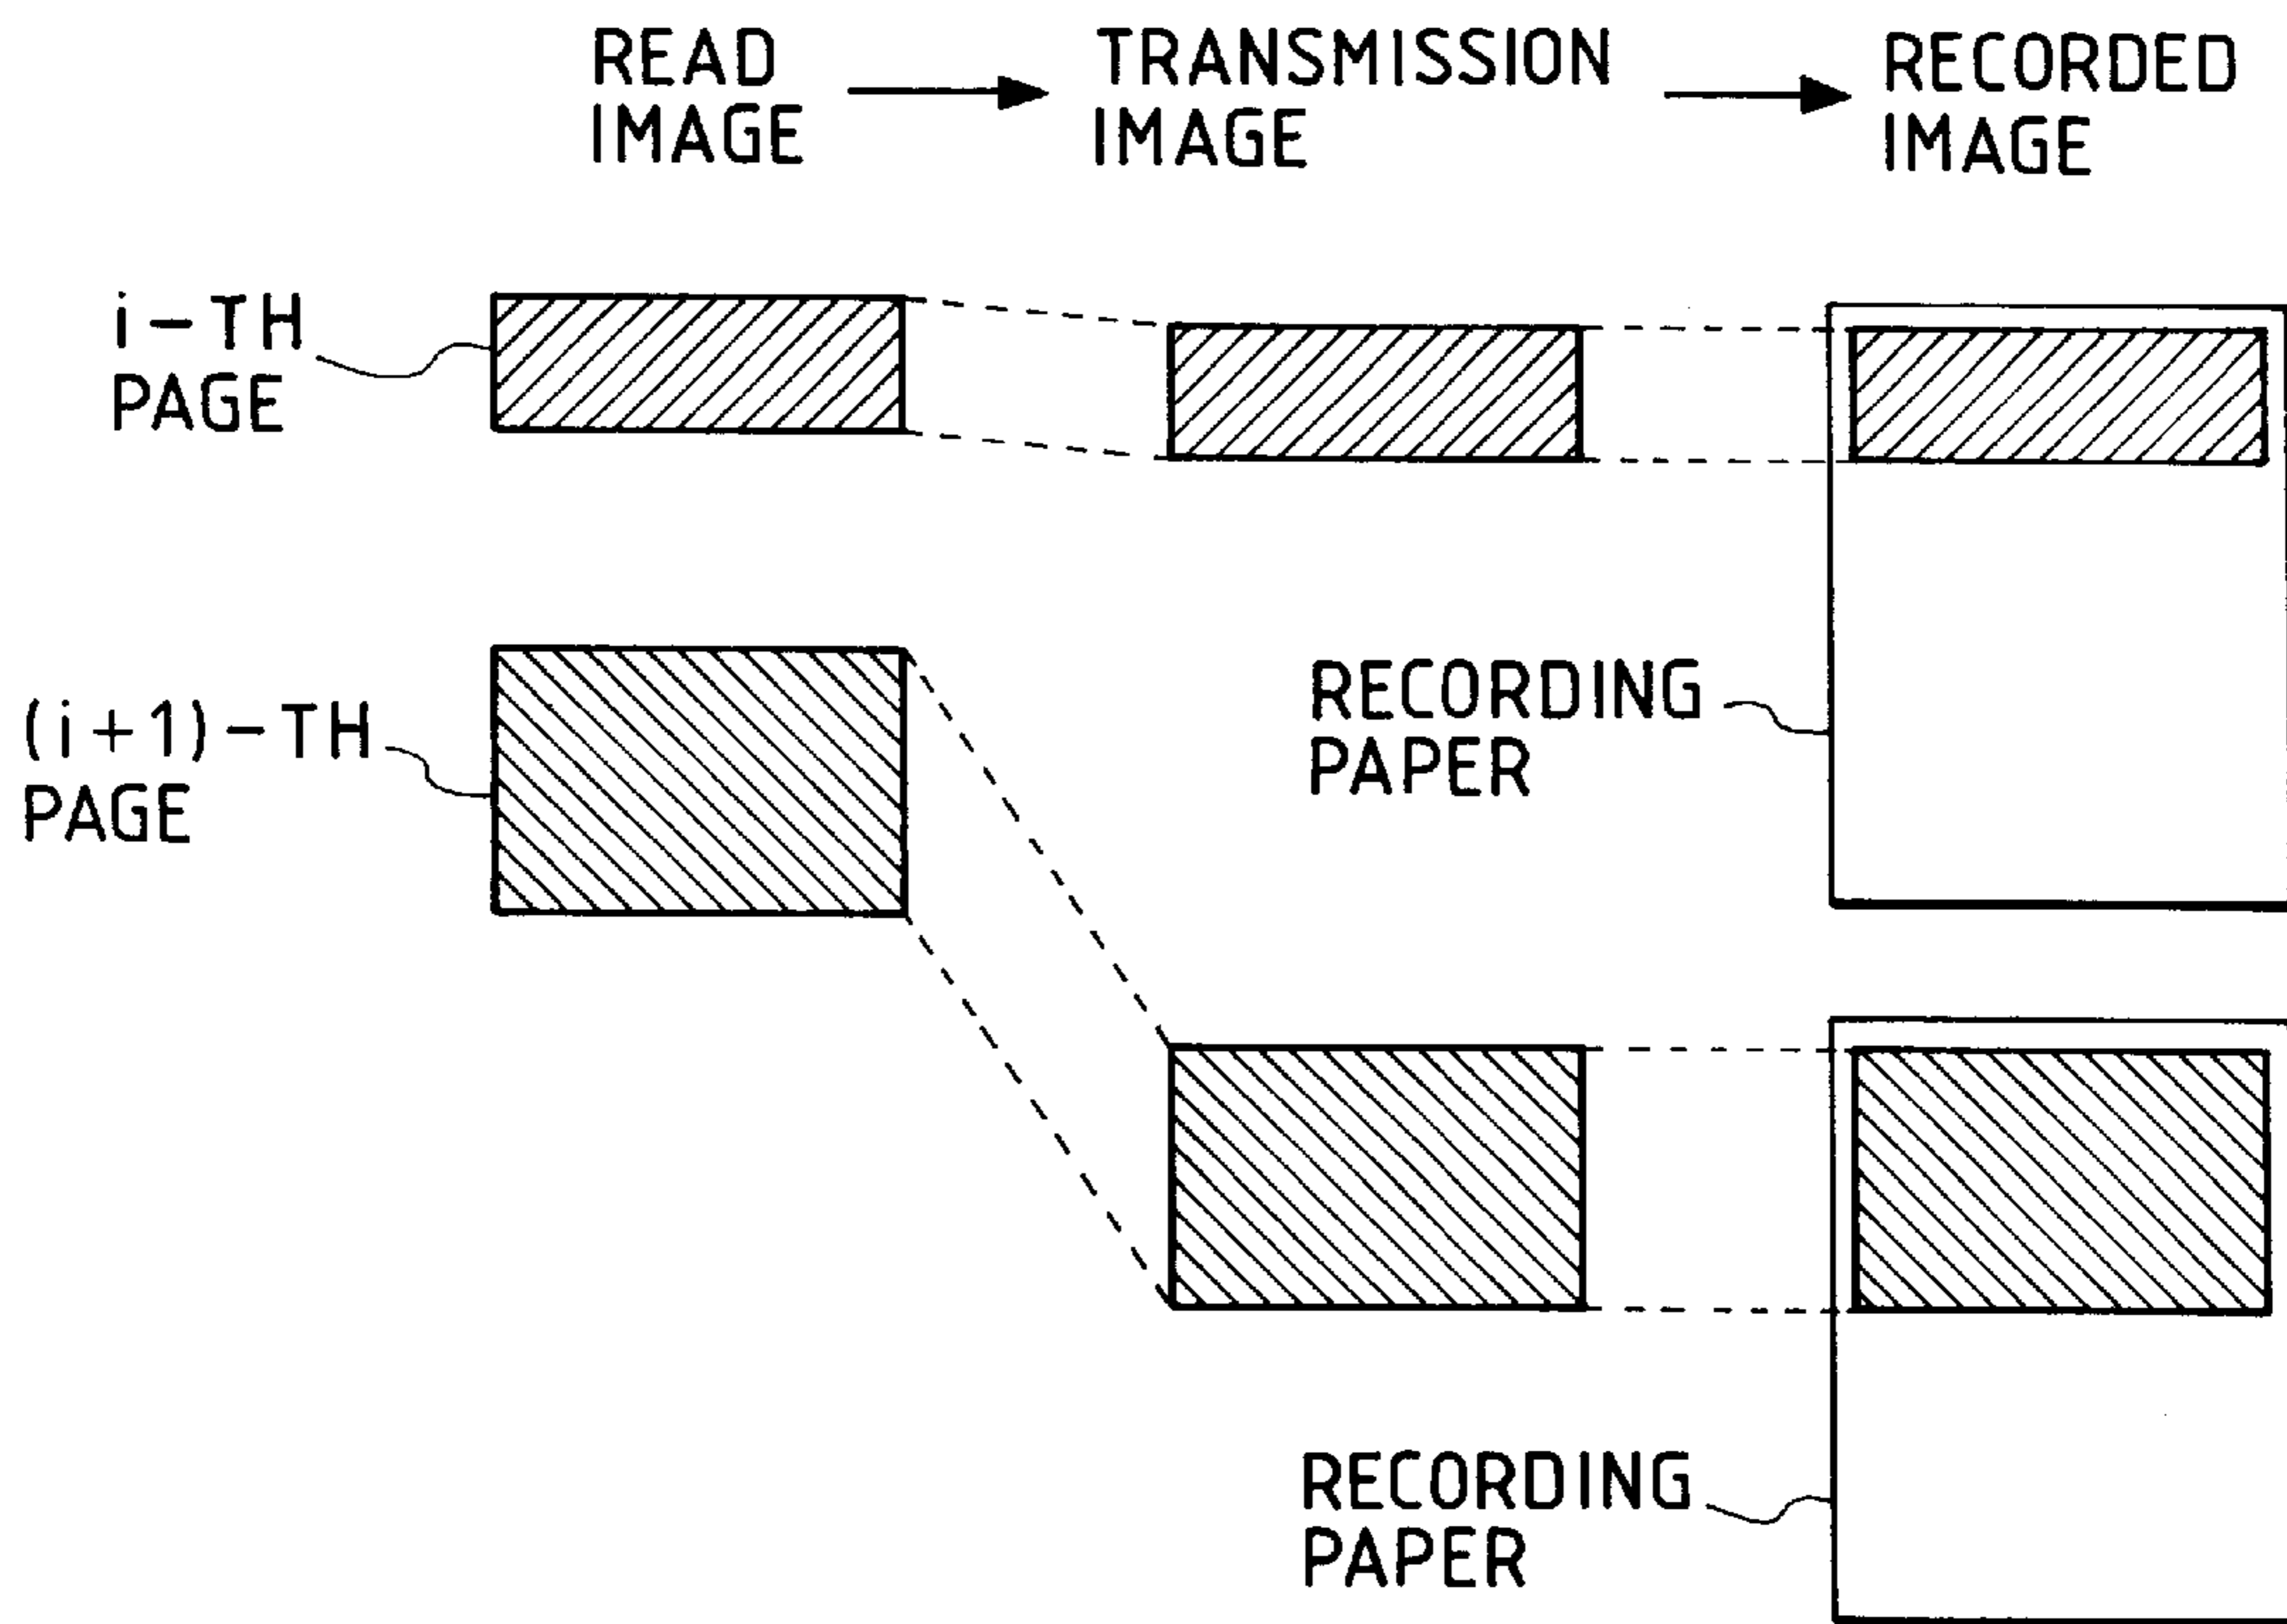 READ
IMAGE
TRANSMISSION
IMAGE
RECORDED
IMAGE
i-TH
PAGE
(i+1)-TH
PAGE
RECORDING
PAPER
RECORDING
PAPER